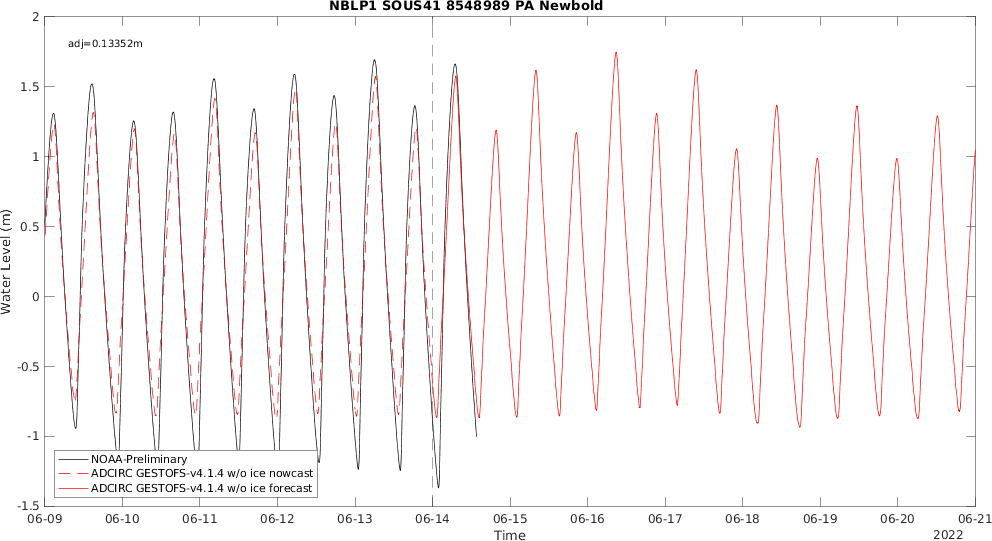 NBLP1 SOUS41 8548989 PA Newbold
adj=0.13352m
2
1.5
1
0.5
0
-0.5
-1
-1.5
Water Level (m)
NOAA-Preliminary
ADCIRC GESTOFS-v4.1.4 w/o ice nowcast
ADCIRC GESTOFS-v4.1.4 w/o ice forecast
06-09 06-10 06-11 06-12 06-13 06-14 06-15 06-16 06-17 06-18 06-19 06-20 06-21
Time
2022